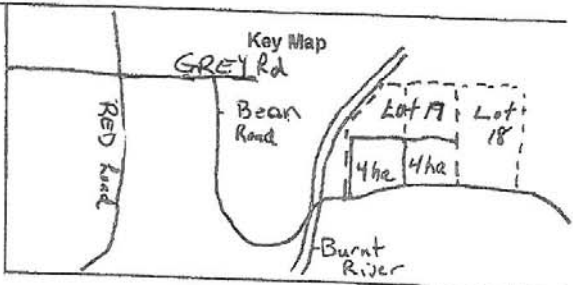 Key Map
GREY Rd
RED Road
Bean
Road
Lot 19
Lot
18
4ha
4ha
Burnt
River